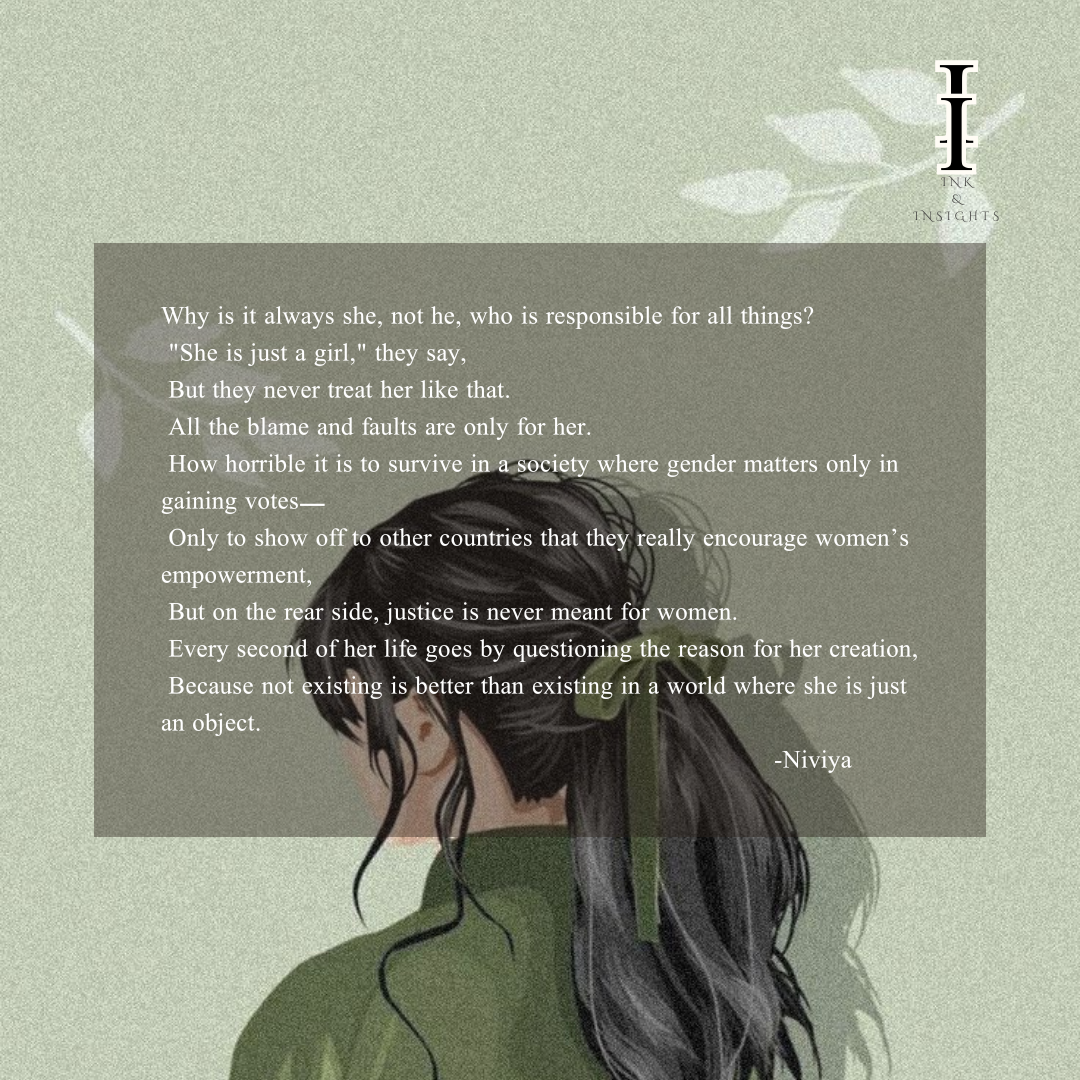 I
I
INK
&
INSIGHTS
Why is it always she, not he, who is responsible for all things?
"She is just a girl," they say,
But they never treat her like that.
All the blame and faults are only for her.
How horrible it is to survive in a society where gender matters only in
gaining votes—
Only to show off to other countries that they really encourage women’s
empowerment,
But on the rear side, justice is never meant for women.
Every second of her life goes by questioning the reason for her creation,
Because not existing is better than existing in a world where she is just
an object.
-Niviya